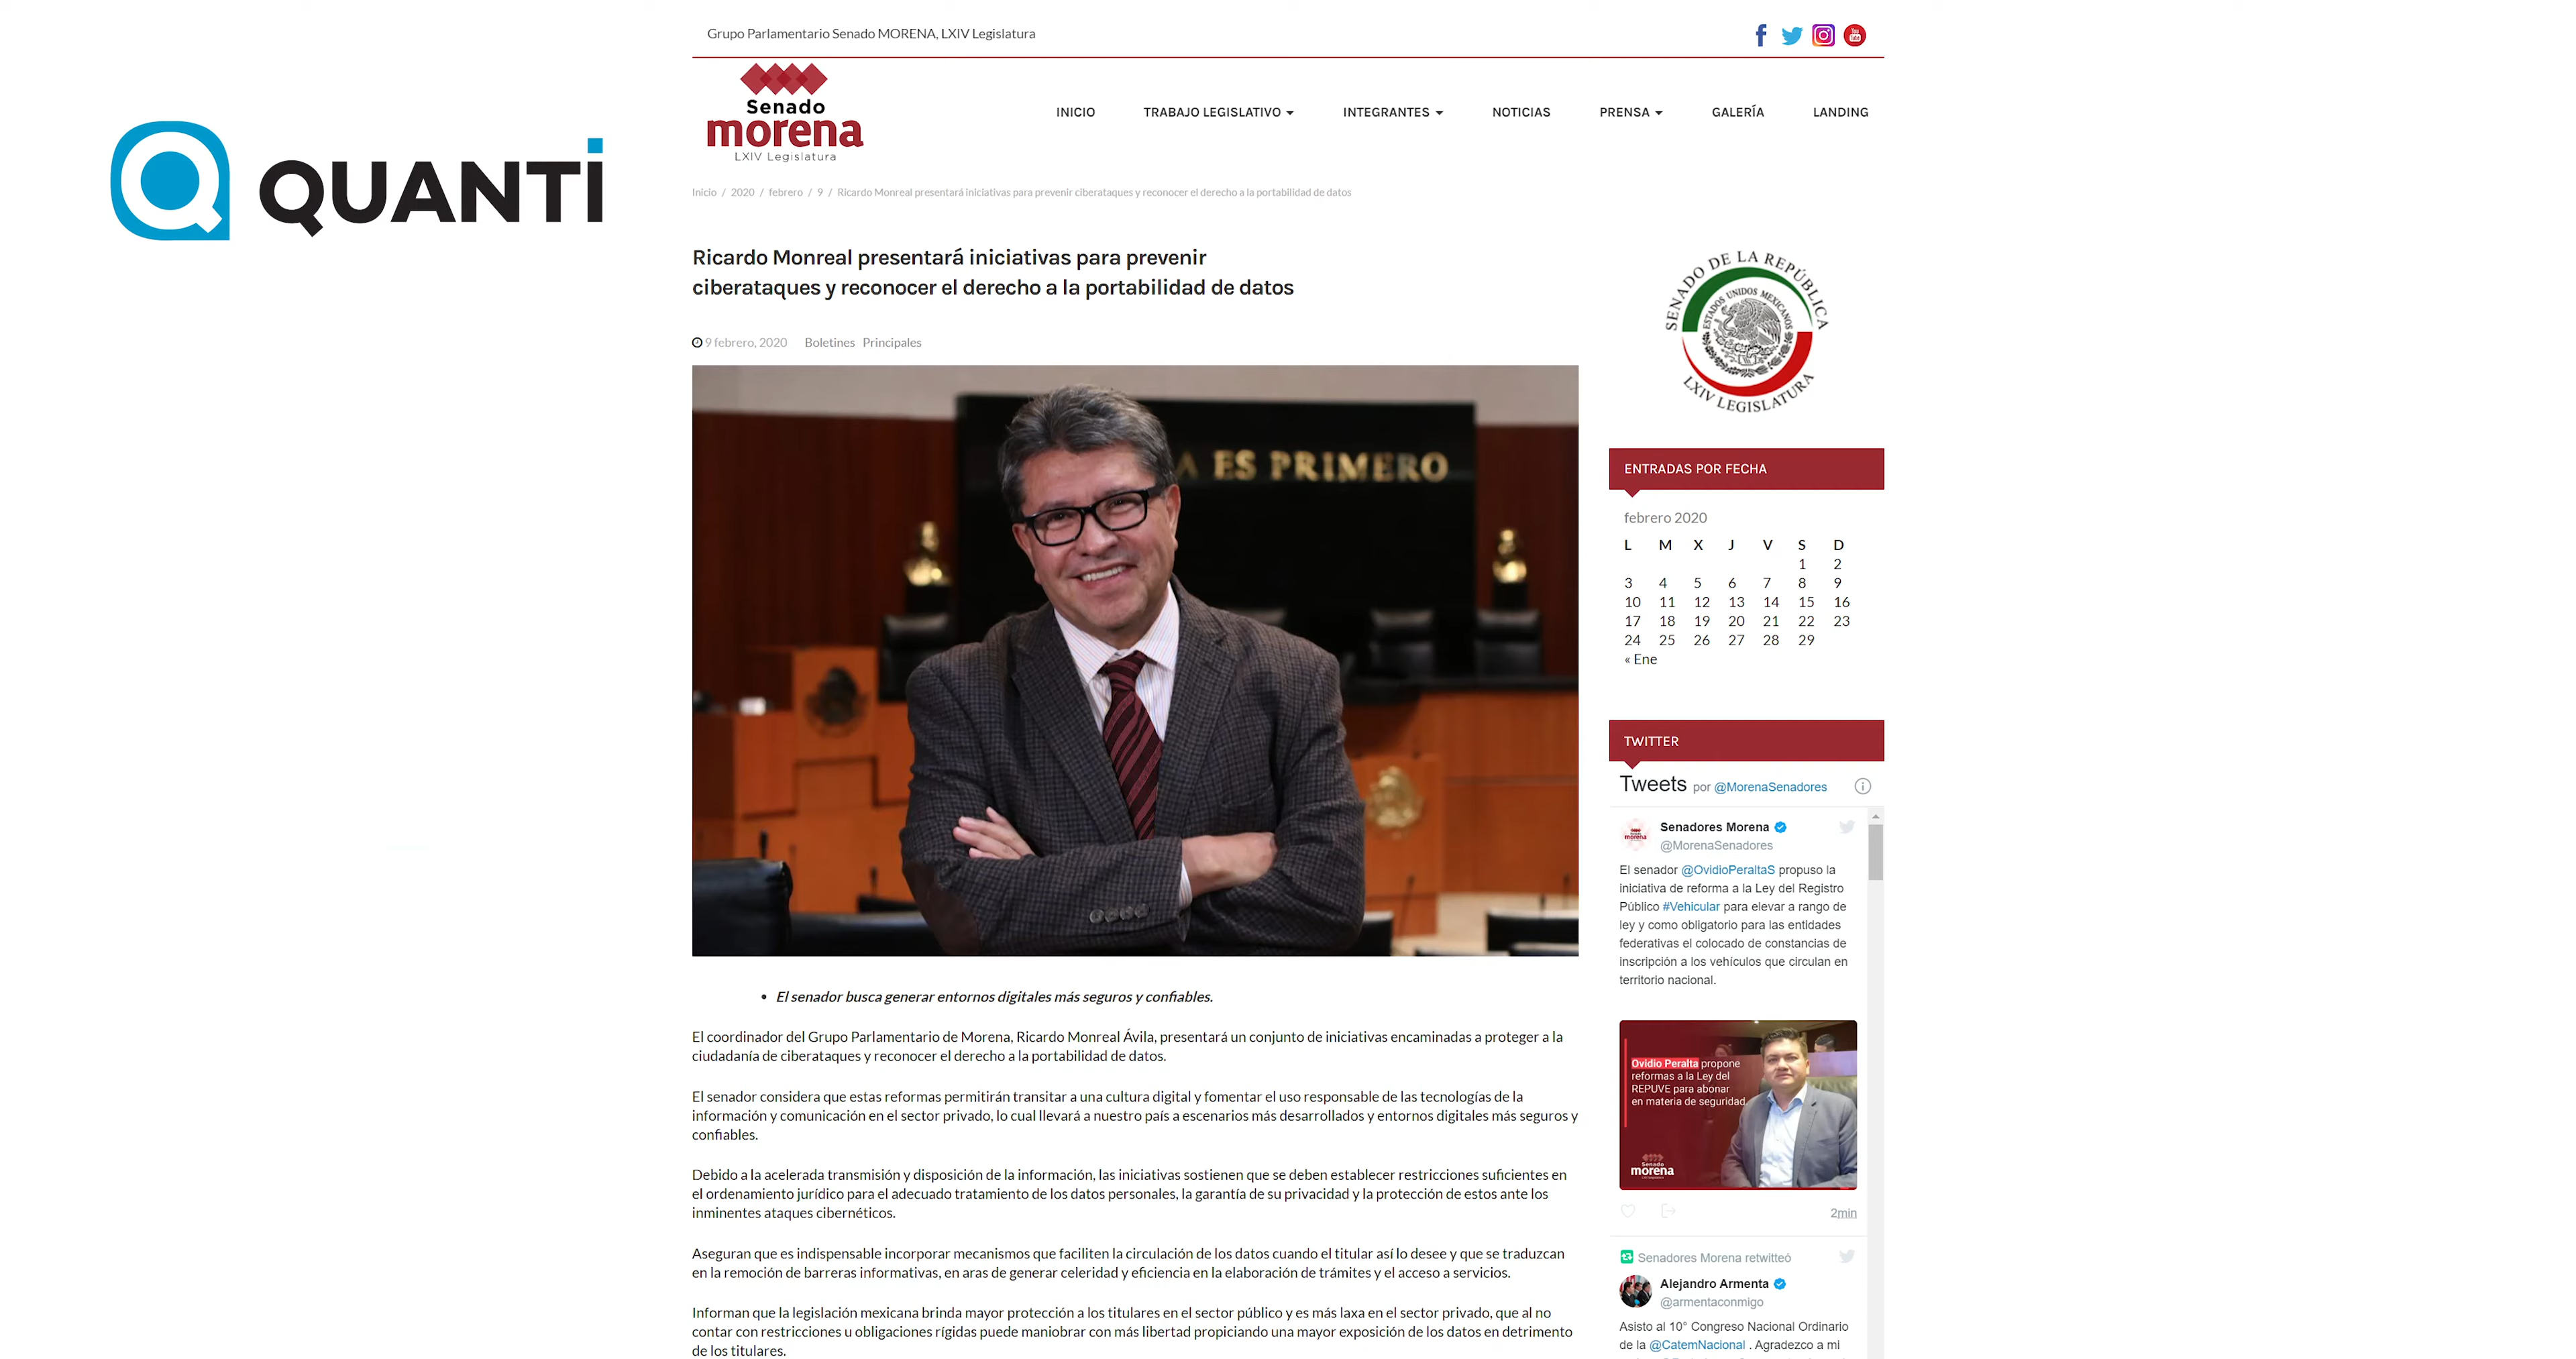 Grupo Parlamentario Senado MORENA, LXIV Legislatura
QUANTI
Senado
morena
LXIV Legislatura
INICIO TRABAJO LEGISLATIVO INTEGRANTES NOTICIAS PRENSA GALERÍA LANDING
Inicio / 2020 / febrero / 9 / Ricardo Monreal presentará iniciativas para prevenir ciberataques y reconocer el derecho a la portabilidad de datos
Ricardo Monreal presentará iniciativas para prevenir
ciberataques y reconocer el derecho a la portabilidad de datos
9 febrero, 2020 Boletines Principales
A ES PRIMERO
• El senador busca generar entornos digitales más seguros y confiables.
El coordinador del Grupo Parlamentario de Morena, Ricardo Monreal Ávila, presentará un conjunto de iniciativas encaminadas a proteger a la
ciudadanía de ciberataques y reconocer el derecho a la portabilidad de datos.
El senador considera que estas reformas permitirán transitar a una cultura digital y fomentar el uso responsable de las tecnologías de la
información y comunicación en el sector privado, lo cual llevará a nuestro país a escenarios más desarrollados y entornos digitales más seguros y
confiables.
Debido a la acelerada transmisión y disposición de la información, las iniciativas sostienen que se deben establecer restricciones suficientes en
el ordenamiento jurídico para el adecuado tratamiento de los datos personales, la garantía de su privacidad y la protección de estos ante los
inminentes ataques cibernéticos.
Aseguran que es indispensable incorporar mecanismos que faciliten la circulación de los datos cuando el titular así lo desee y que se traduzcan
en la remoción de barreras informativas, en aras de generar celeridad y eficiencia en la elaboración de trámites y el acceso a servicios.
Informan que la legislación mexicana brinda mayor protección a los titulares en el sector público y es más laxa en el sector privado, que al no
contar con restricciones u obligaciones rígidas puede maniobrar con más libertad propiciando una mayor exposición de los datos en detrimento
de los titulares.
SENADO DE LA REPÚBLICA
ESTADOS UNIDOS MEXICANOS
LXIV LEGISLATURA
ENTRADAS POR FECHA
febrero 2020
L M X J V S D
1 2
3 4 5 6 7 8 9
10 11 12 13 14 15 16
17 18 19 20 21 22 23
24 25 26 27 28 29
« Ene
TWITTER
Tweets por @MorenaSenadores
Senadores Morena
@MorenaSenadores
El senador @OvidioPeraltaS propuso la
iniciativa de reforma a la Ley del Registro
Público #Vehicular para elevar a rango de
ley y como obligatorio para las entidades
federativas el colocado de constancias de
inscripción a los vehículos que circulan en
territorio nacional.
Ovidio Peralta propone
reformas a la Ley del
REPUVE para abonar
en materia de seguridad
Senado
morena
2min
Senadores Morena retwitteó
Alejandro Armenta
@armentaconmigo
Asisto al 10° Congreso Nacional Ordinario
de la @CatemNacional . Agradezco a mi